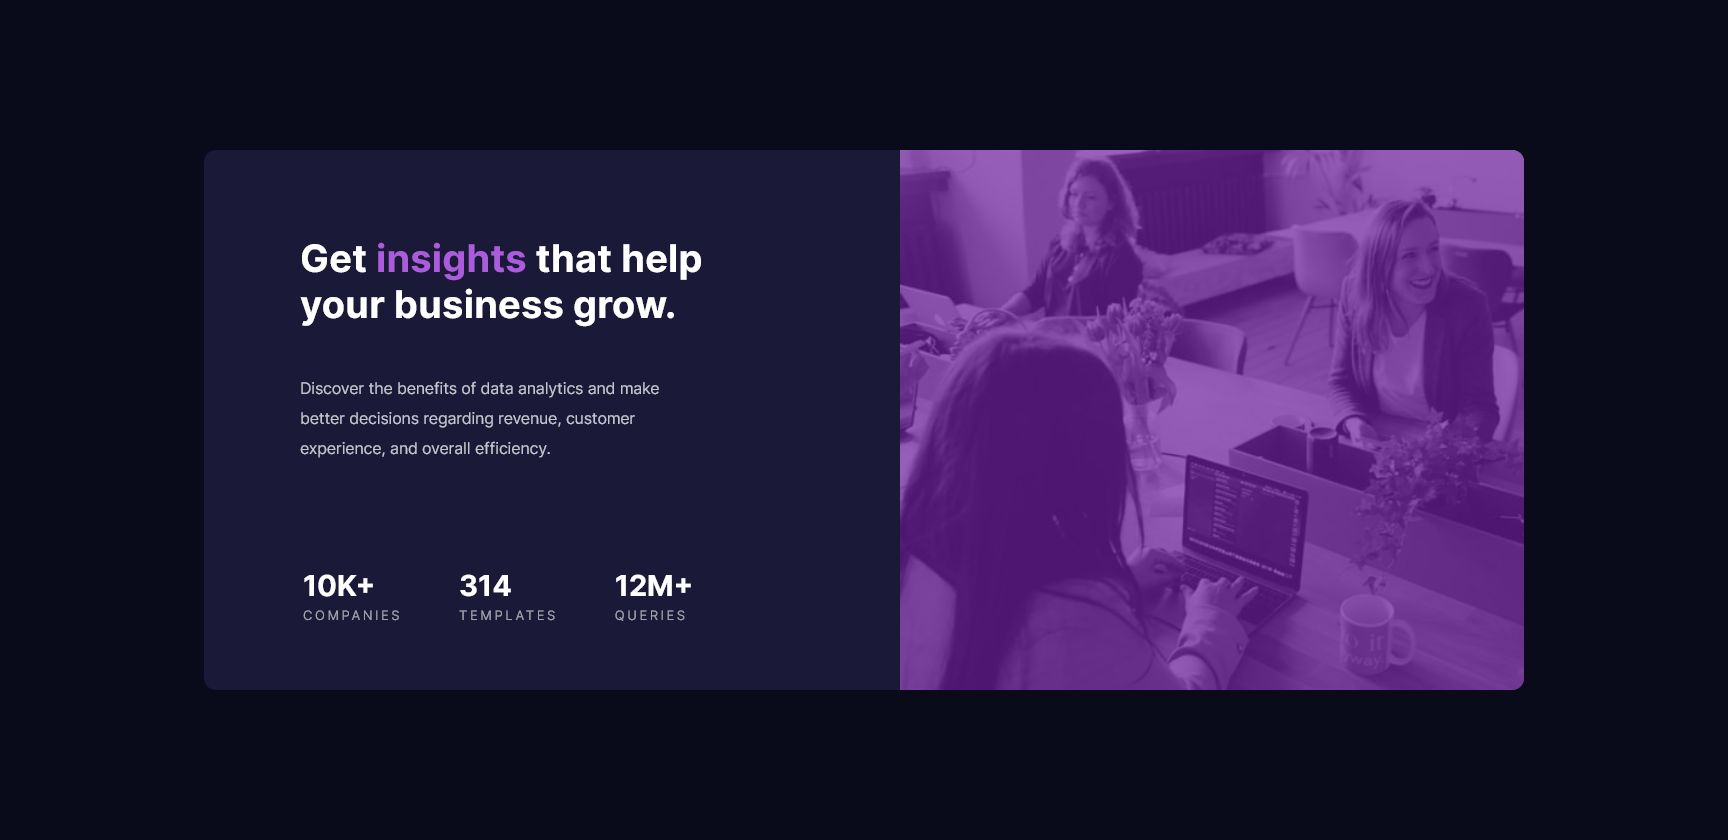 Get insights that help
your business grow.
Discover the benefits of data analytics and make
better decisions regarding revenue, customer
experience, and overall efficiency.
10K+
COMPANIES
314
TEMPLATES
12M+
QUERIES
it